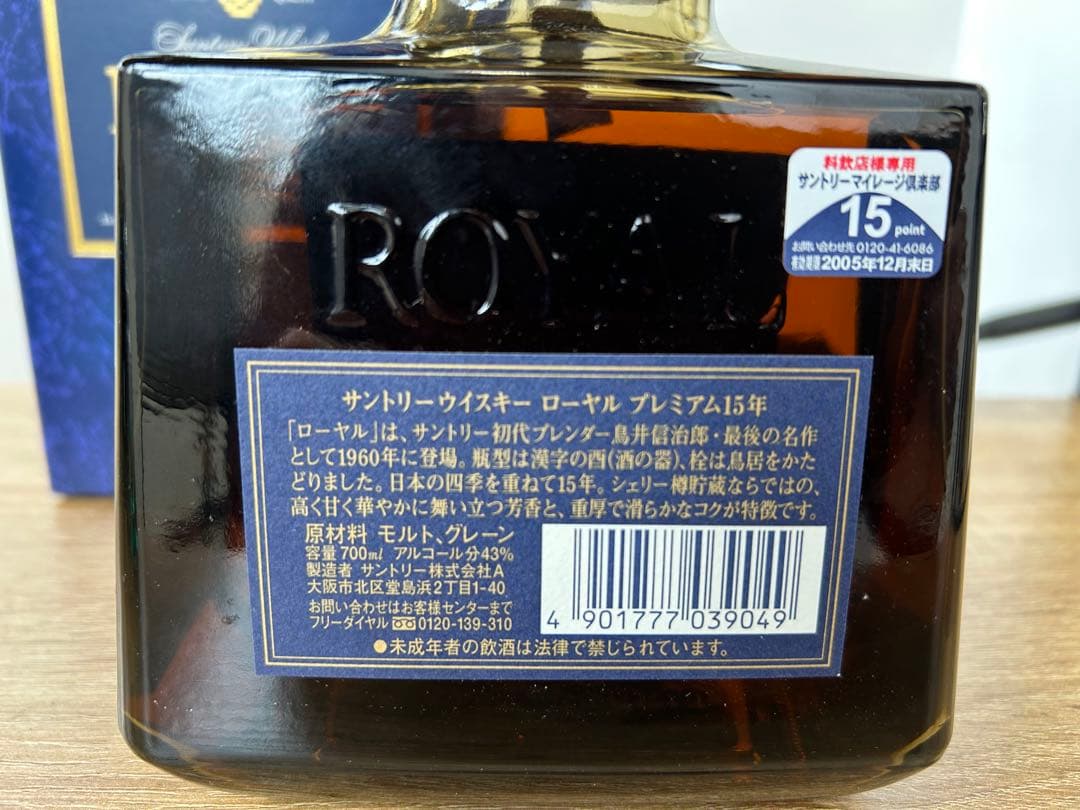 Suntory Whisky
ROYAL
料飲店様専用
サントリーマイレージ倶楽部
15 point
お問い合わせ先 0120-41-6086
有効期限 2005年12月末日
サントリーウイスキー ローヤル プレミアム15年
「ローヤル」は、サントリー初代ブレンダー鳥井信治郎・最後の名作
として1960年に登場。瓶型は漢字の酉(酒の器)、栓は鳥居をかた
どりました。日本の四季を重ねて15年。シェリー樽貯蔵ならではの、
高く甘く華やかに舞い立つ芳香と、重厚で滑らかなコクが特徴です。
原材料 モルト、グレーン
容量 700ml アルコール分43%
製造者 サントリー株式会社A
大阪市北区堂島浜2丁目1-40
お問い合わせはお客様センターまで
フリーダイヤル 0120-139-310
4 901777 039049
●未成年者の飲酒は法律で禁じられています。